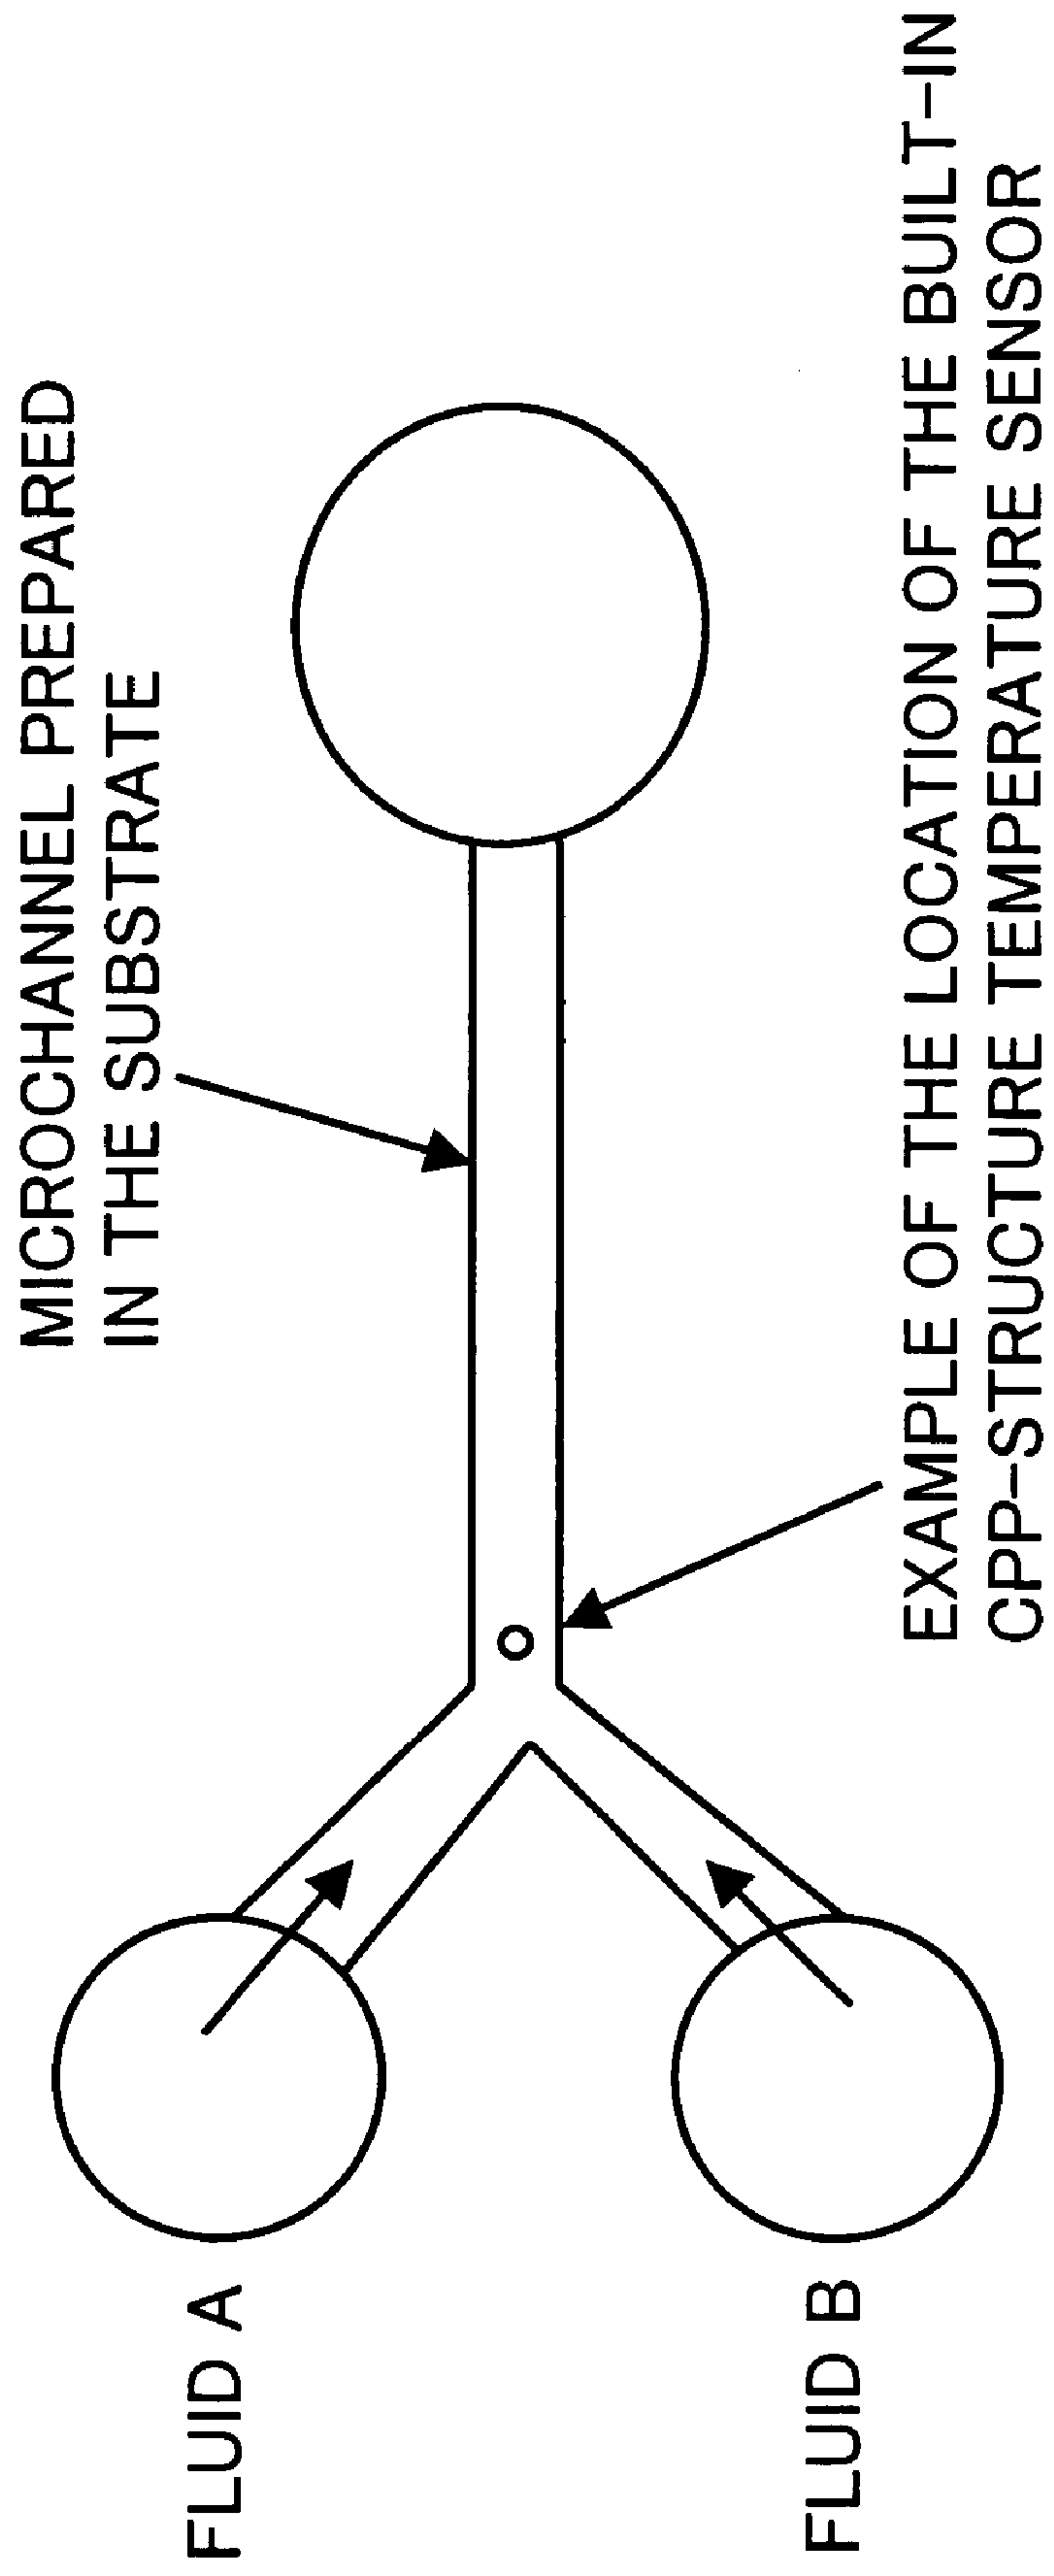 MICROCHANNEL PREPARED
IN THE SUBSTRATE
FLUID A
FLUID B
EXAMPLE OF THE LOCATION OF THE BUILT-IN
CPP-STRUCTURE TEMPERATURE SENSOR